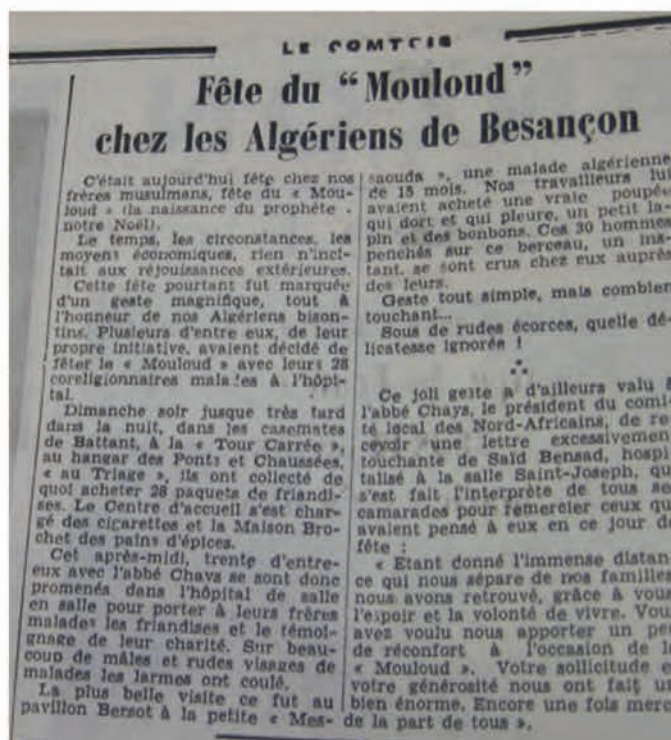 LE COMTOIS
Fête du “Mouloud”
chez les Algériens de Besançon
C'était aujourd'hui fête chez nos
frères musulmans, fête du « Mou-
loud » (la naissance du prophète .
notre Noël).
Le temps, les circonstances, les
moyens économiques, rien n'inci-
tait aux réjouissances extérieures.
Cette fête pourtant fut marquée
d'un geste magnifique, tout à
l'honneur de nos Algériens bison-
tins. Plusieurs d'entre eux, de leur
propre initiative, avaient décidé de
fêter le « Mouloud » avec leurs 28
coreligionnaires malades à l'hôpi-
tal.
Dimanche soir jusque très tard
dans la nuit, dans les casemates
de Battant, à la « Tour Carrée »,
au hangar des Ponts et Chaussées,
« au Triage », ils ont collecté de
quoi acheter 28 paquets de friandi-
ses. Le Centre d'accueil s'est char-
gé des cigarettes et la Maison Bro-
chet des pains d'épices.
Cet après-midi, trente d'entre-
eux avec l'abbé Chays se sont donc
promenés dans l'hôpital de salle
en salle pour porter à leurs frères
malades les friandises et le témoi-
gnage de leur charité. Sur beau-
coup de mâles et rudes visages de
malades les larmes ont coulé.
La plus belle visite ce fut au
pavillon Bersot à la petite « Mes-
saouda », une malade algérienne
de 15 mois. Nos travailleurs lui
avaient acheté une vraie poupée
qui dort et qui pleure, un petit la-
pin et des bonbons. Ces 30 hommes
penchés sur ce berceau, un ins-
tant, se sont crus chez eux auprès
des leurs.
Geste tout simple, mais combien
touchant...
Sous de rudes écorces, quelle dé-
licatesse ignorée !
Ce joli geste a d'ailleurs valu à
l'abbé Chays, le président du comi-
té local des Nord-Africains, de re-
cevoir une lettre excessivement
touchante de Saïd Bensad, hospi-
talisé à la salle Saint-Joseph, qui
s'est fait l'interprète de tous se
camarades pour remercier ceux qu
avaient pensé à eux en ce jour de
fête :
« Etant donné l'immense distan-
ce qui nous sépare de nos familles
nous avons retrouvé, grâce à vous
l'espoir et la volonté de vivre. Vou
avez voulu nous apporter un peu
de réconfort à l'occasion de l
« Mouloud ». Votre sollicitude e
votre générosité nous ont fait un
bien énorme. Encore une fois merc
de la part de tous ».